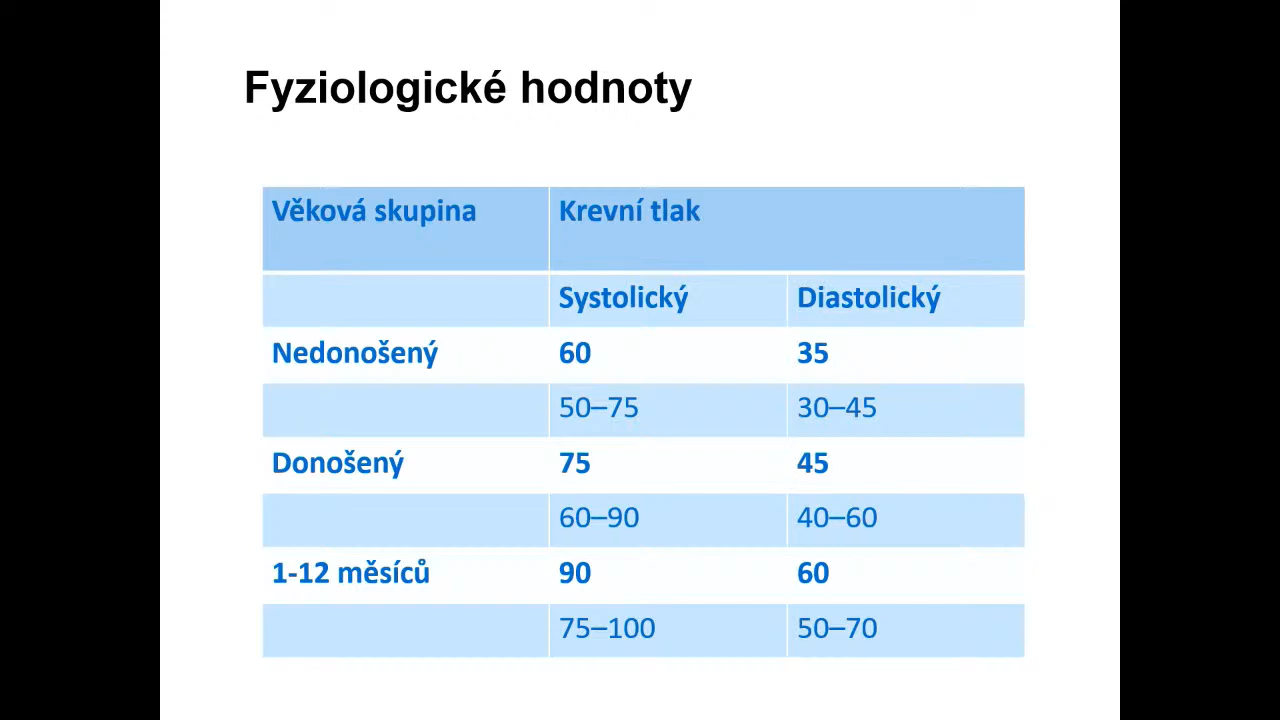 Fyziologické hodnoty
Věková skupina Krevní tlak
Systolický Diastolický
Nedonošený 60 35
50–75 30–45
Donošený 75 45
60–90 40–60
1-12 měsíců 90 60
75–100 50–70